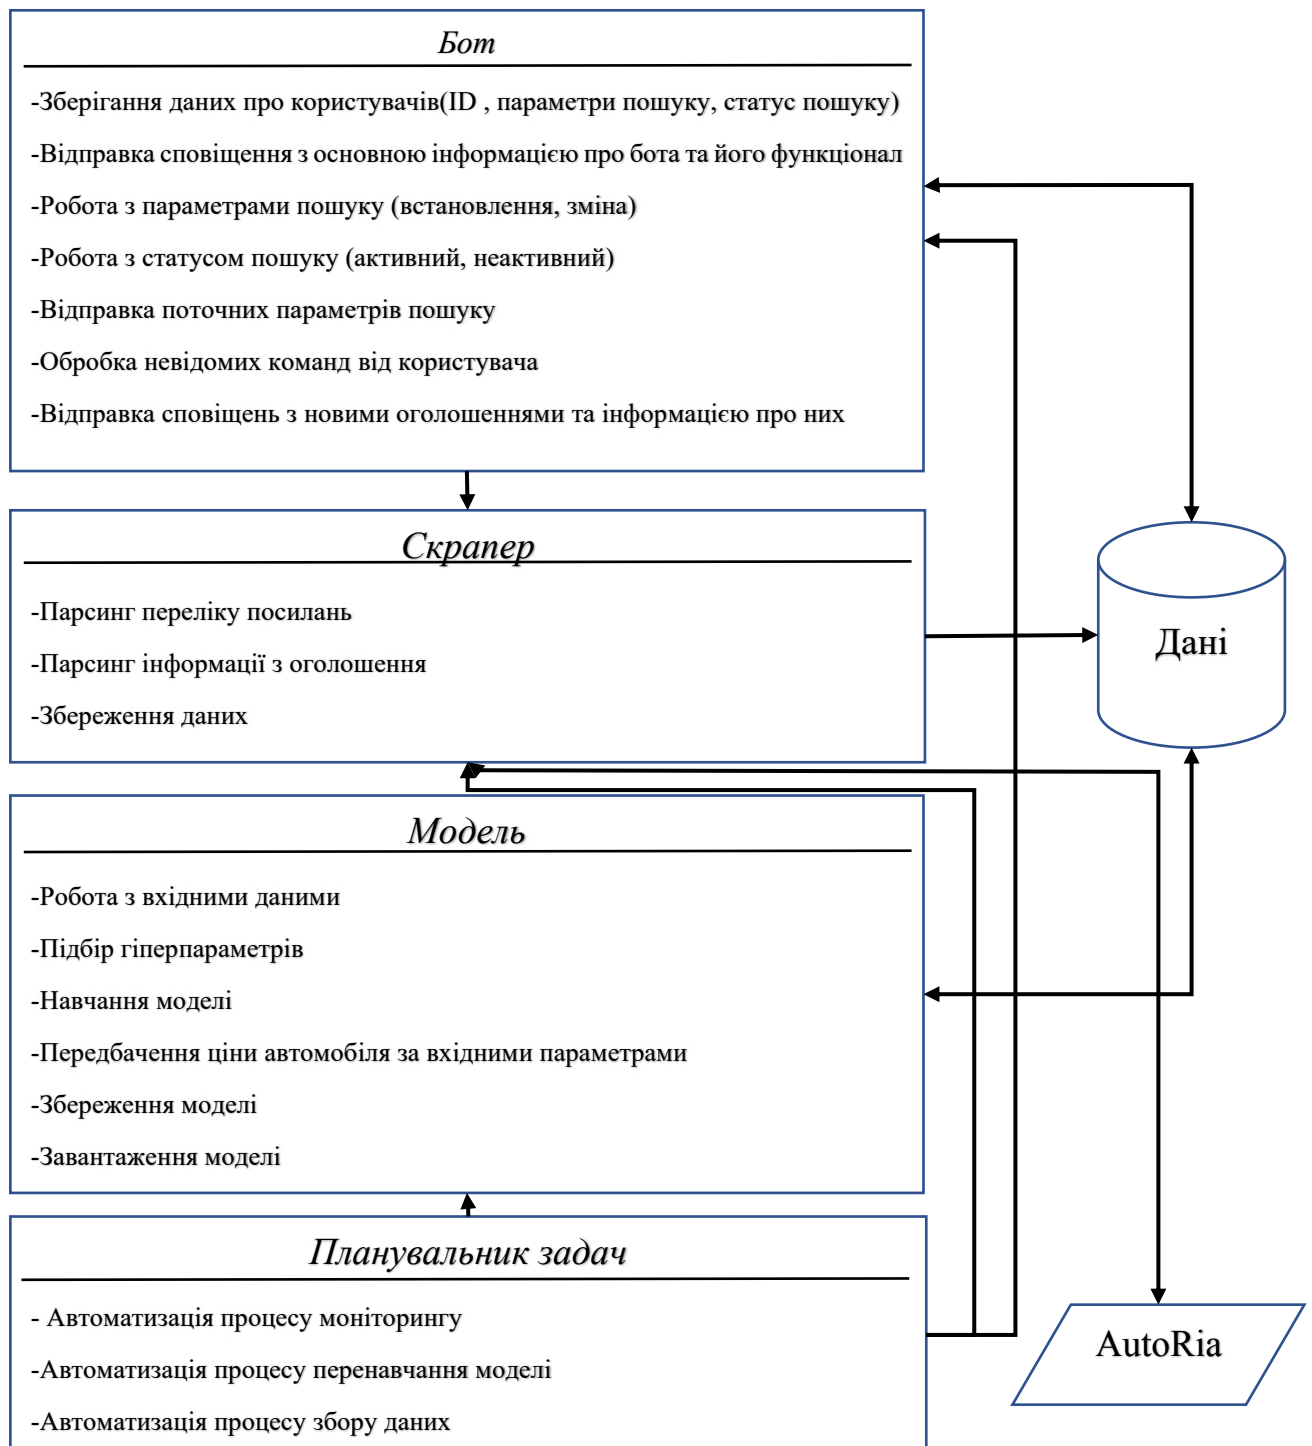 Бот
-Зберігання даних про користувачів(ID , параметри пошуку, статус пошуку)
-Відправка сповіщення з основною інформацією про бота та його функціонал
-Робота з параметрами пошуку (встановлення, зміна)
-Робота з статусом пошуку (активний, неактивний)
-Відправка поточних параметрів пошуку
-Обробка невідомих команд від користувача
-Відправка сповіщень з новими оголошеннями та інформацією про них
Скрапер
-Парсинг переліку посилань
-Парсинг інформації з оголошення
-Збереження даних
Дані
Модель
-Робота з вхідними даними
-Підбір гіперпараметрів
-Навчання моделі
-Передбачення ціни автомобіля за вхідними параметрами
-Збереження моделі
-Завантаження моделі
Планувальник задач
- Автоматизація процесу моніторингу
-Автоматизація процесу перенавчання моделі
-Автоматизація процесу збору даних
AutoRia